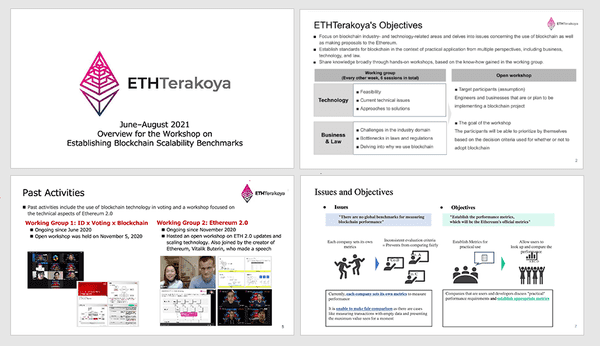 ETHTerakoya
June–August 2021
Overview for the Workshop on
Establishing Blockchain Scalability Benchmarks
ETHTerakoya's Objectives
ETHTerakoya
■ Focus on blockchain industry- and technology-related areas and delves into issues concerning the use of blockchain as well
as making proposals to the Ethereum.
■ Establish standards for blockchain in the context of practical application from multiple perspectives, including business,
technology, and law.
■ Share knowledge broadly through hands-on workshops, based on the know-how gained in the working group.
Working group
(Every other week, 6 sessions in total)
Open workshop
Technology
■ Feasibility
■ Current technical issues
■ Approaches to solutions
■ Target participants (assumption)
Engineers and businesses that are or plan to be
implementing a blockchain project
Business
& Law
■ Challenges in the industry domain
■ Bottlenecks in laws and regulations
■ Delving into why we use blockchain
■ The goal of the workshop
The participants will be able to prioritize by themselves
based on the decision criteria used for whether or not to
adopt blockchain
2
Past Activities
ETHTerakoya
■ Past activities include the use of blockchain technology in voting and a workshop focused on
the technical aspects of Ethereum 2.0
Working Group 1: ID x Voting x Blockchain
■ Ongoing since June 2020
■ Open workshop was held on November 5, 2020
Working Group 2: Ethereum 2.0
■ Ongoing since November 2020
■ Hosted an open workshop on ETH 2.0 updates and
scaling technology. Also joined by the creator of
Ethereum, Vitalik Buterin, who made a speech
Issues and Objectives
● Issues
"There are no global benchmarks for measuring
blockchain performance"
Each company sets its own
metrics
Inconsistent evaluation criteria
= Prevents from comparing fairly
Currently, each company sets its own metrics to measure
performance
It is unable to make fair comparison as there are cases
like measuring transactions with empty data and presenting
the maximum value uses for a moment
● Objectives
"Establish the performance metrics,
which will be the Ethereum's official metrics"
Establish Metrics for
practical use
Allow users to
look up and compare the
performance
Companies that are users and developers discuss "practical"
performance requirements and establish appropriate metrics
7